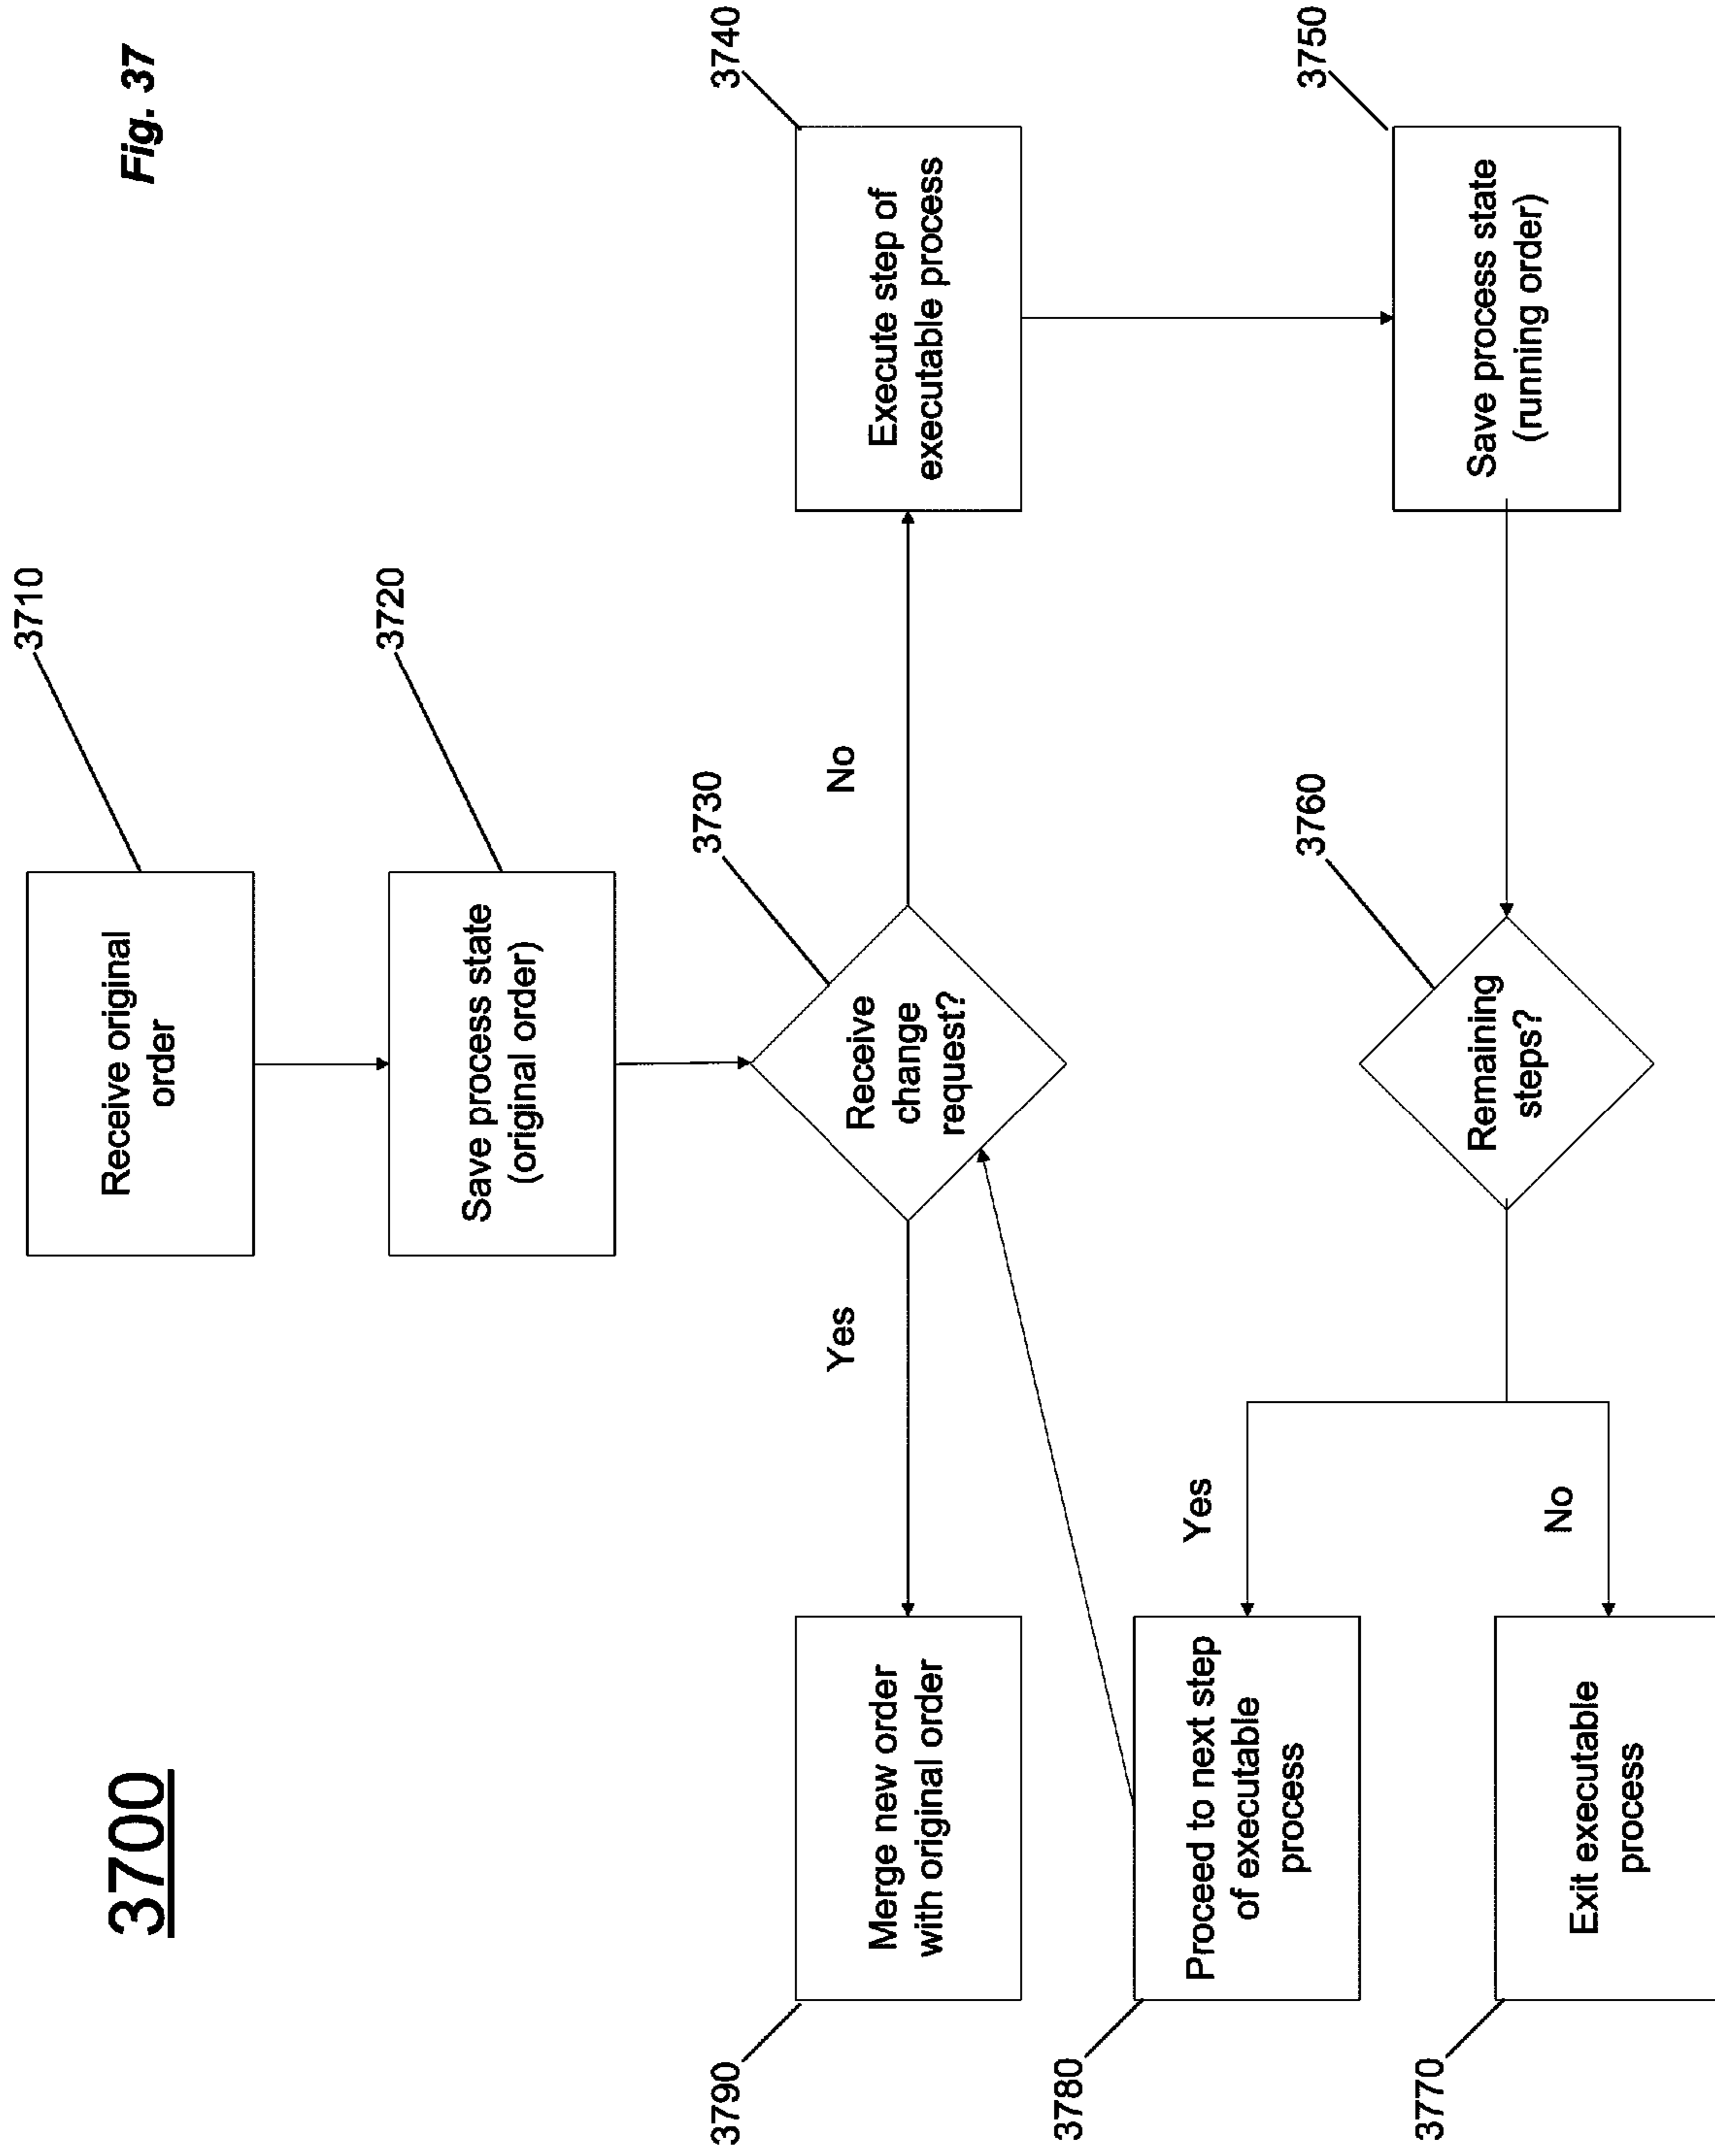 3700
Fig. 37
3710
Receive original
order
3720
Save process state
(original order)
3730
Receive
change
request?
Yes
No
3790
Merge new order
with original order
3740
Execute step of
executable process
3780
Proceed to next step
of executable
process
3750
Save process state
(running order)
3760
Remaining
steps?
Yes
No
3770
Exit executable
process